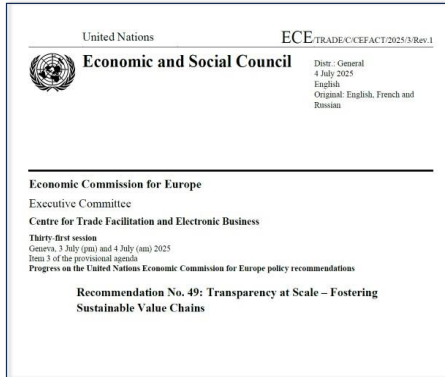 United Nations
ECE/TRADE/C/CEFACT/2025/3/Rev.1
Economic and Social Council
Distr.: General
4 July 2025
English
Original: English, French and
Russian
Economic Commission for Europe
Executive Committee
Centre for Trade Facilitation and Electronic Business
Thirty-first session
Geneva, 3 July (pm) and 4 July (am) 2025
Item 3 of the provisional agenda
Progress on the United Nations Economic Commission for Europe policy recommendations
Recommendation No. 49: Transparency at Scale – Fostering
Sustainable Value Chains